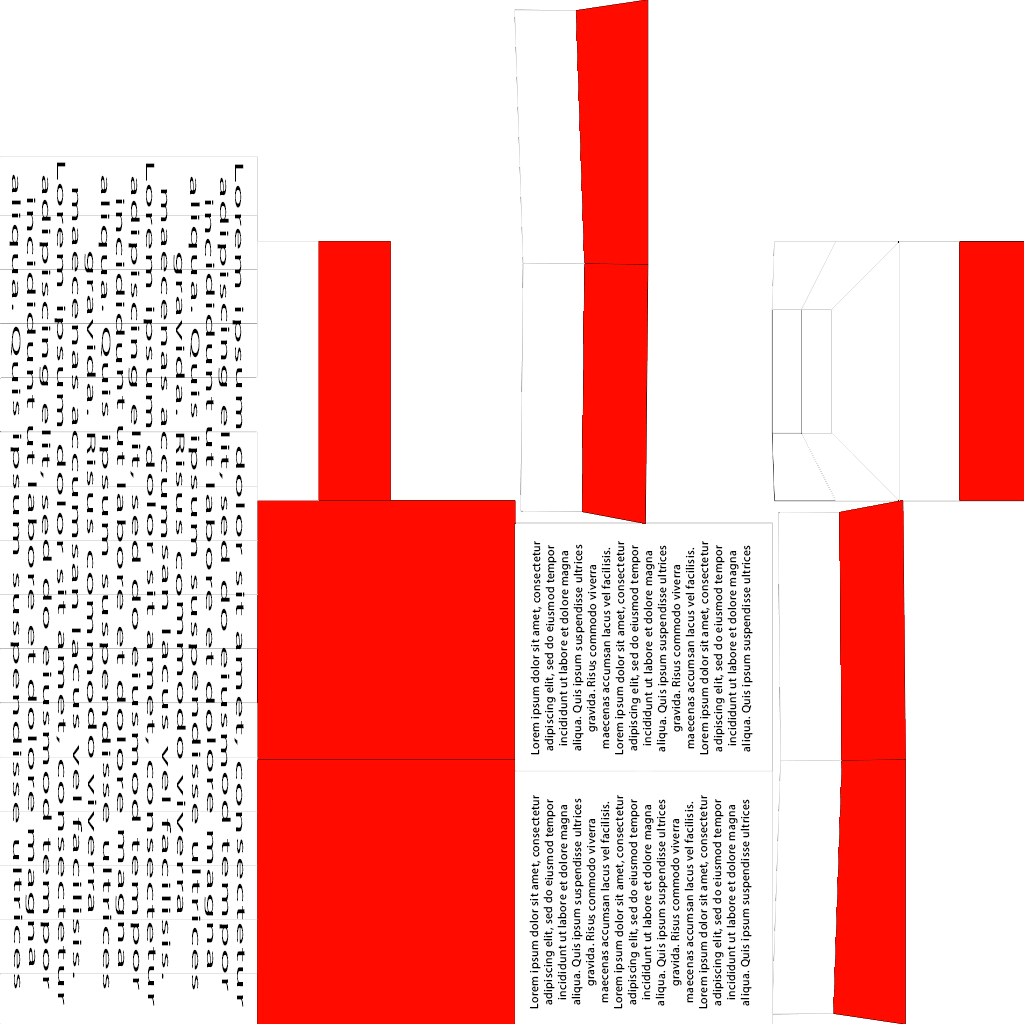 Lorem ipsum dolor sit amet, consectetur
adipiscing elit, sed do eiusmod tempor
incididunt ut labore et dolore magna
aliqua. Quis ipsum suspendisse ultrices
gravida. Risus commodo viverra
maecenas accumsan lacus vel facilisis.
Lorem ipsum dolor sit amet, consectetur
adipiscing elit, sed do eiusmod tempor
incididunt ut labore et dolore magna
aliqua. Quis ipsum suspendisse ultrices
gravida. Risus commodo viverra
maecenas accumsan lacus vel facilisis.
Lorem ipsum dolor sit amet, consectetur
adipiscing elit, sed do eiusmod tempor
incididunt ut labore et dolore magna
aliqua. Quis ipsum suspendisse ultrices
Lorem ipsum dolor sit amet, consectetur
adipiscing elit, sed do eiusmod tempor
incididunt ut labore et dolore magna
aliqua. Quis ipsum suspendisse ultrices
gravida. Risus commodo viverra
maecenas accumsan lacus vel facilisis.
Lorem ipsum dolor sit amet, consectetur
adipiscing elit, sed do eiusmod tempor
incididunt ut labore et dolore magna
aliqua. Quis ipsum suspendisse ultrices
gravida. Risus commodo viverra
maecenas accumsan lacus vel facilisis.
Lorem ipsum dolor sit amet, consectetur
adipiscing elit, sed do eiusmod tempor
incididunt ut labore et dolore magna
aliqua. Quis ipsum suspendisse ultrices
Lorem ipsum dolor sit amet, consectetur
adipiscing elit, sed do eiusmod tempor
incididunt ut labore et dolore magna
aliqua. Quis ipsum suspendisse ultrices
gravida. Risus commodo viverra
maecenas accumsan lacus vel facilisis.
Lorem ipsum dolor sit amet, consectetur
adipiscing elit, sed do eiusmod tempor
incididunt ut labore et dolore magna
aliqua. Quis ipsum suspendisse ultrices
gravida. Risus commodo viverra
maecenas accumsan lacus vel facilisis.
Lorem ipsum dolor sit amet, consectetur
adipiscing elit, sed do eiusmod tempor
incididunt ut labore et dolore magna
aliqua. Quis ipsum suspendisse ultrices